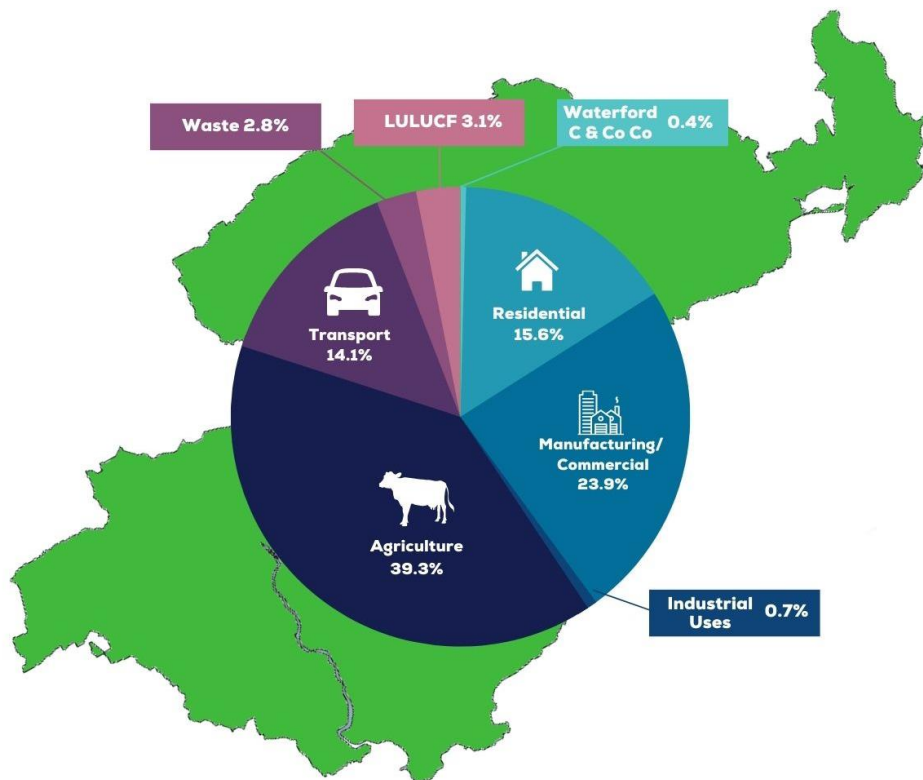 Waste 2.8%
LULUCF 3.1%
Waterford
C & Co Co 0.4%
Residential
15.6%
Transport
14.1%
Manufacturing/
Commercial
23.9%
Agriculture
39.3%
Industrial
Uses 0.7%